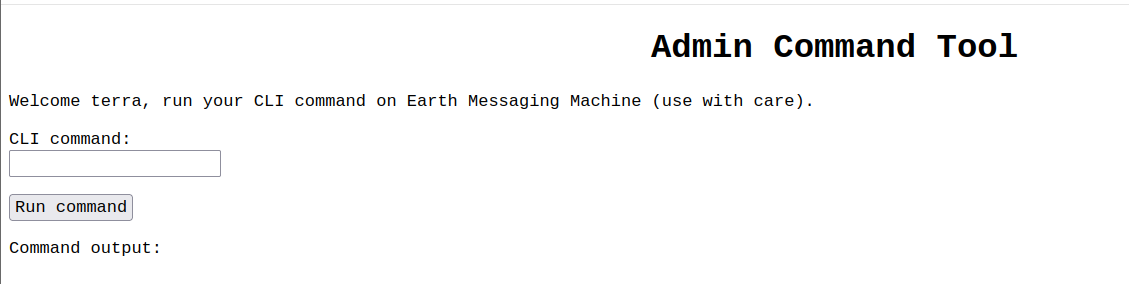 Admin Command Tool
Welcome terra, run your CLI command on Earth Messaging Machine (use with care).
CLI command:
Run command
Command output: